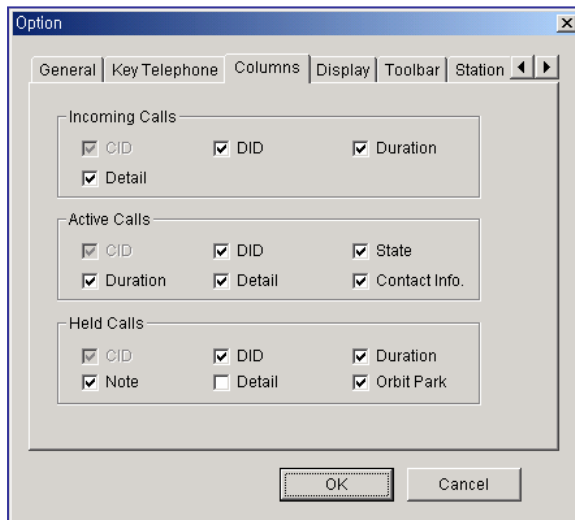 Option
General Key Telephone Columns Display Toolbar Station
Incoming Calls
CID DID Duration
Detail
Active Calls
CID DID State
Duration Detail Contact Info.
Held Calls
CID DID Duration
Note Detail Orbit Park
OK Cancel